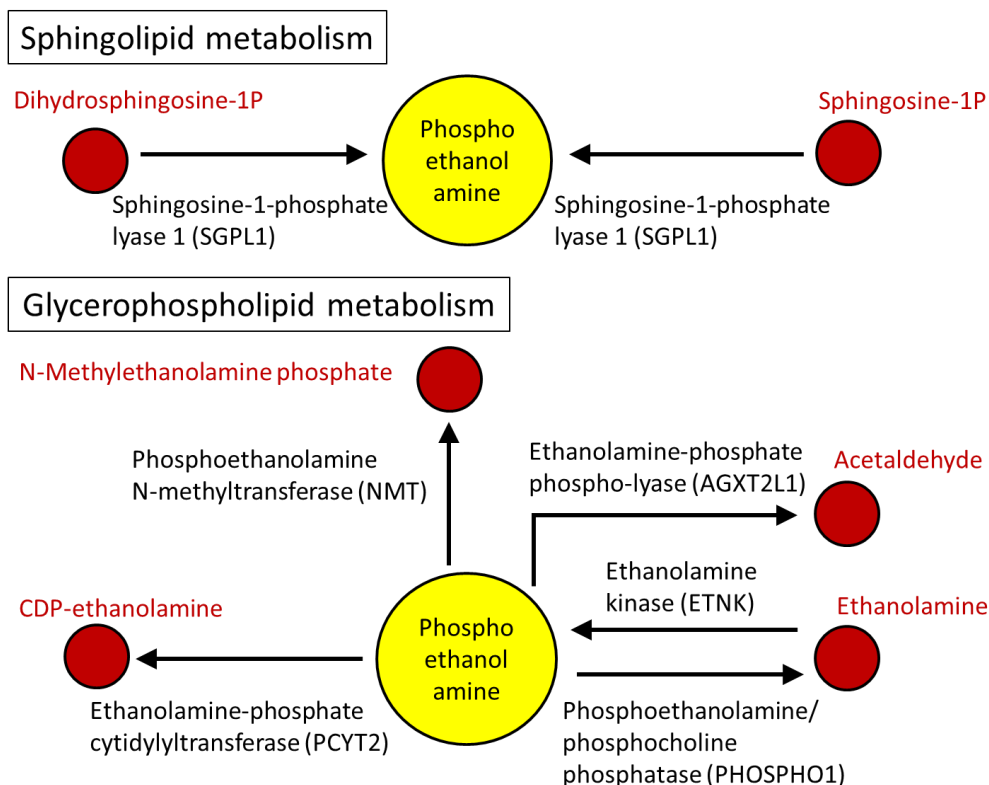 Sphingolipid metabolism
Dihydrosphingosine-1P
Sphingosine-1P
Phospho
ethanol
amine
Sphingosine-1-phosphate
lyase 1 (SGPL1)
Sphingosine-1-phosphate
lyase 1 (SGPL1)
Glycerophospholipid metabolism
N-Methylethanolamine phosphate
Phosphoethanolamine
N-methyltransferase (NMT)
Ethanolamine-phosphate
phospho-lyase (AGXT2L1)
Acetaldehyde
Ethanolamine
kinase (ETNK)
Ethanolamine
CDP-ethanolamine
Phospho
ethanol
amine
Ethanolamine-phosphate
cytidylyltransferase (PCYT2)
Phosphoethanolamine/
phosphocholine
phosphatase (PHOSPHO1)